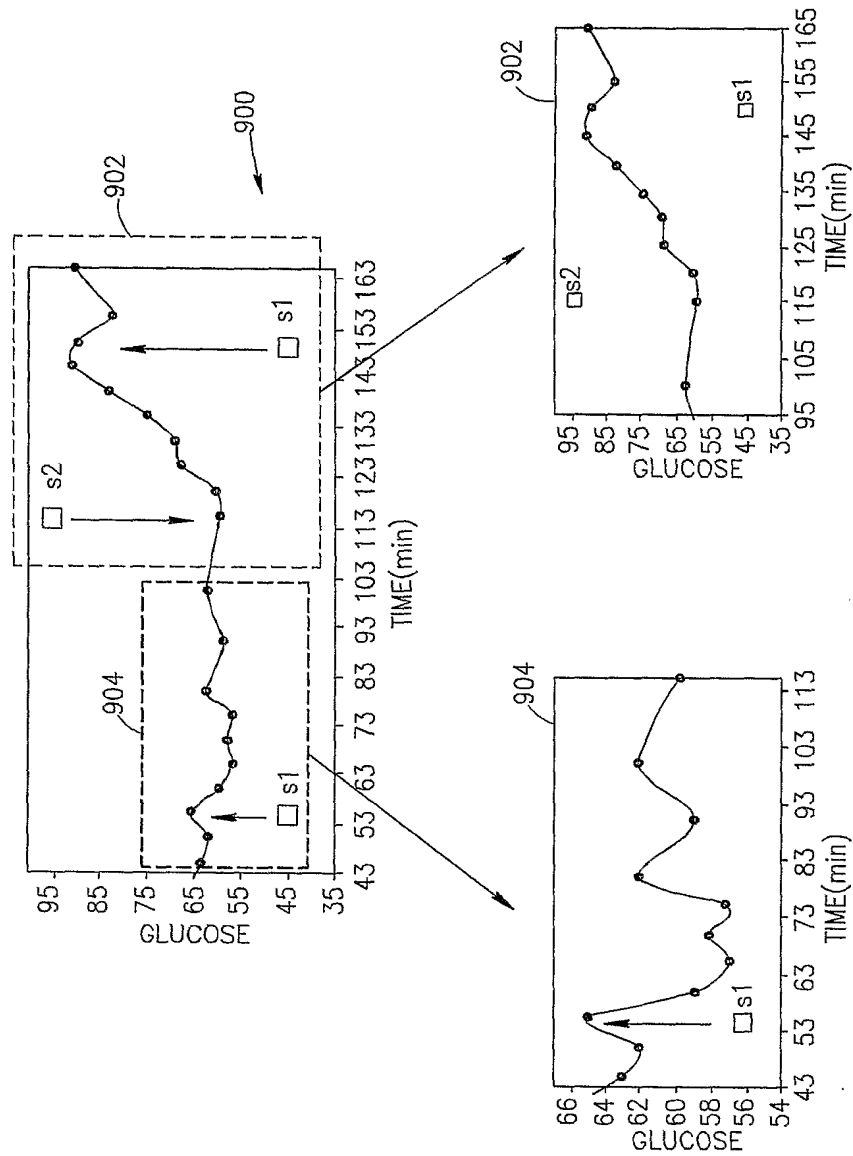 900
902
904
s2
s1
s1
95
85
75
65
55
45
35
GLUCOSE
43 53 63 73 83 93 103 113 123 133 143 153 163
TIME(min)
904
66
64
62
60
58
56
54
GLUCOSE
s1
43 53 63 73 83 93 103 113
TIME(min)
902
95
85
75
65
55
45
35
GLUCOSE
s2
s1
95 105 115 125 135 145 155 165
TIME(min)